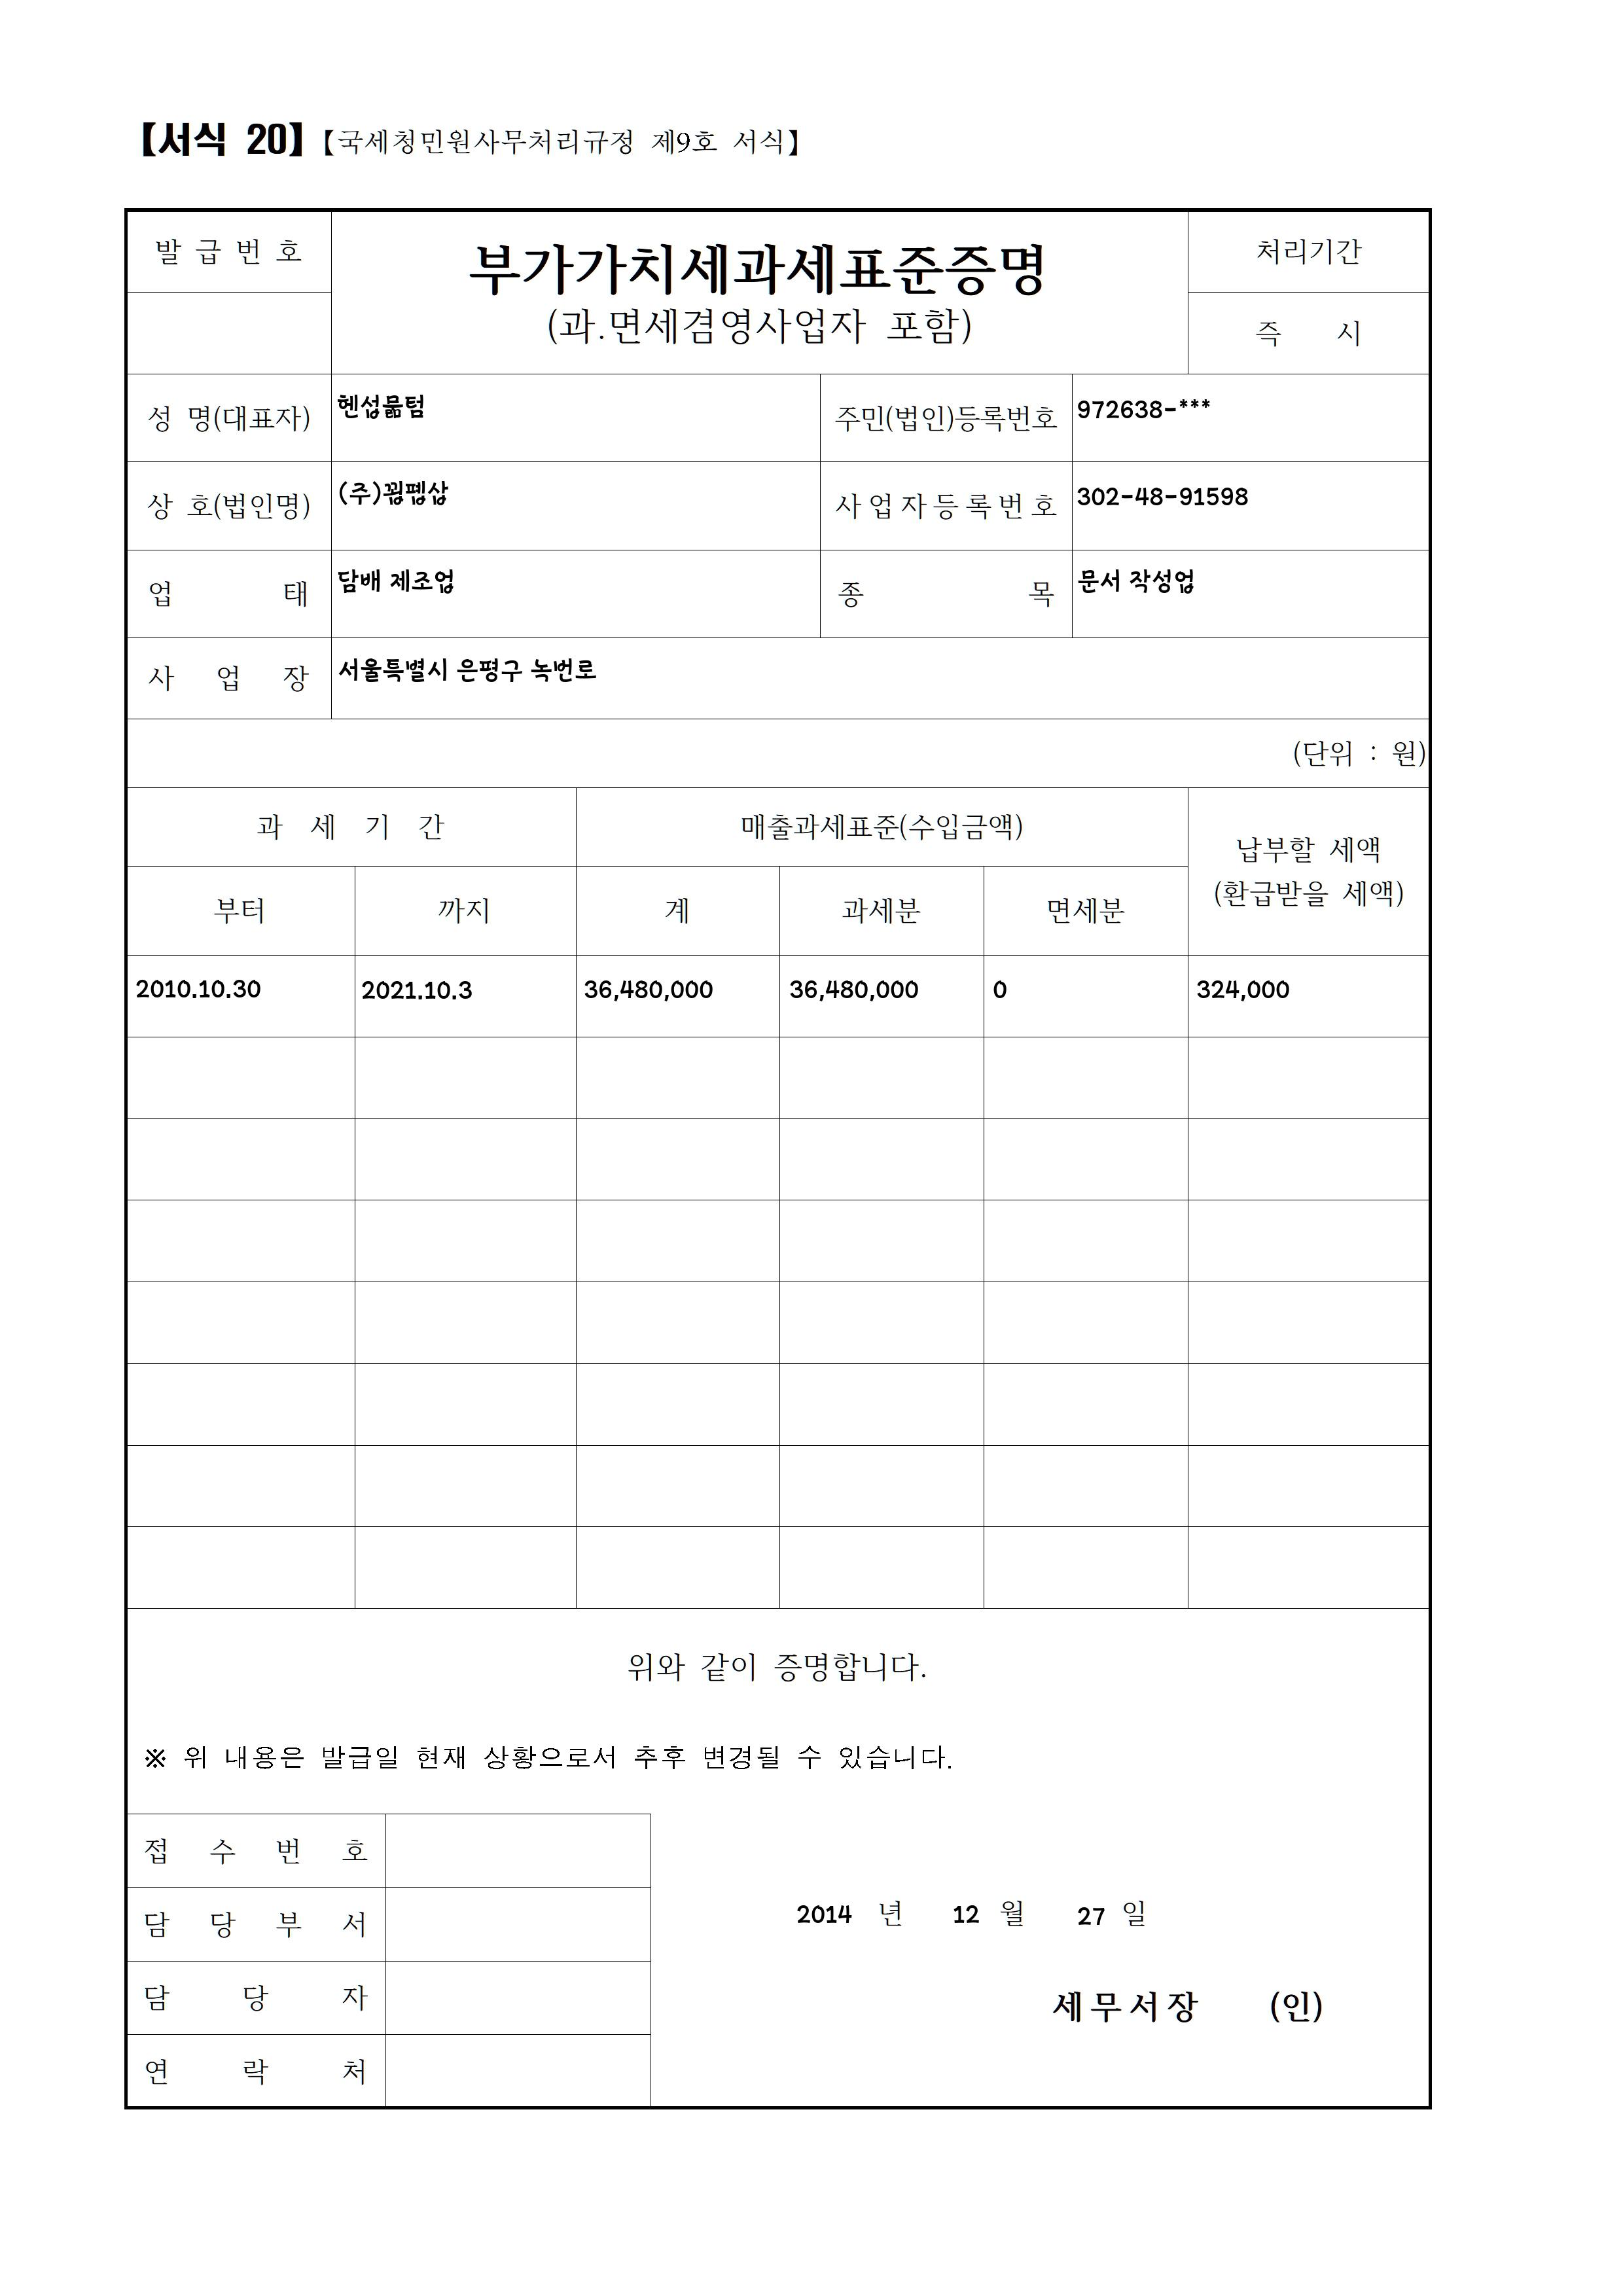 【서식 20】【국세청민원사무처리규정 제9호 서식】
발급번호
부가가치세과세표준증명
(과.면세겸영사업자 포함)
처리기간
즉 시
성 명(대표자) 헨섭뭂텀 주민(법인)등록번호 972638-***
상 호(법인명) 사업자등록번호 302-48-91598
업 태 담배 제조업 종 목 문서 작성업
사 업 장 서울특별시 은평구 녹번로
(단위 : 원)
과 세 기 간 매출과세표준(수입금액) 납부할 세액
(환급받을 세액)
부터 까지 계 과세분 면세분
2010.10.30 2021.10.3 36,480,000 36,480,000 0 324,000
위와 같이 증명합니다.
※ 위 내용은 발급일 현재 상황으로서 추후 변경될 수 있습니다.
접 수 번 호
담 당 부 서
담 당 자
연 락 처
2014 년 12 월 27 일
세무서장 (인)